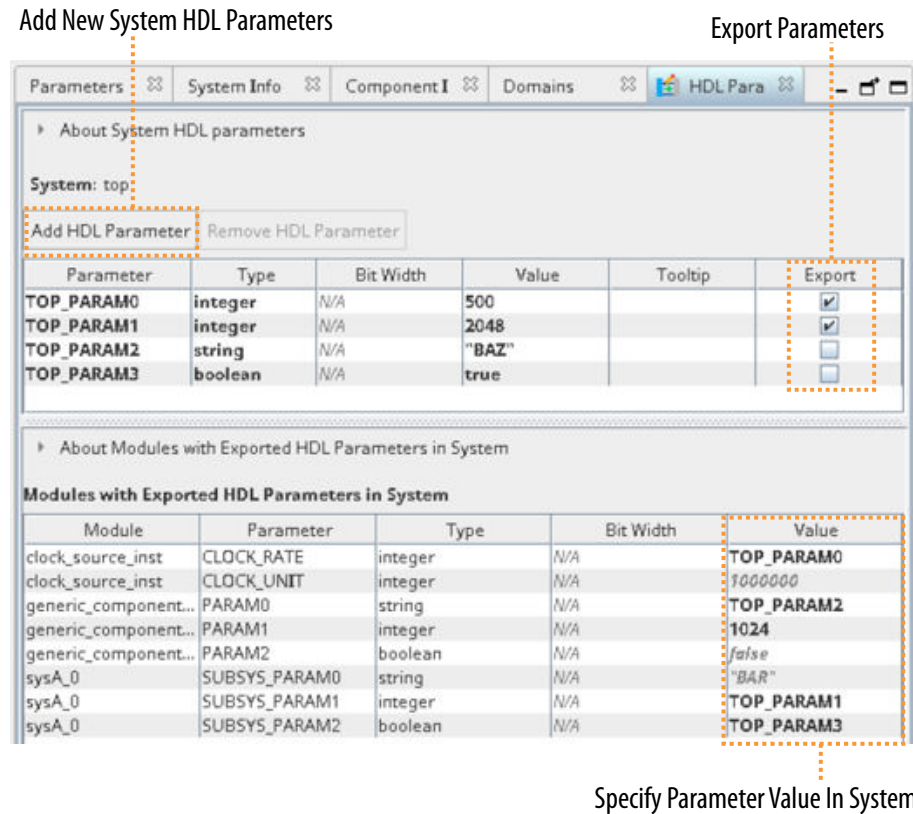 Add New System HDL Parameters
Export Parameters
Parameters System Info Component I Domains HDL Para
About System HDL parameters
System: top
Add HDL Parameter Remove HDL Parameter
Parameter Type Bit Width Value Tooltip Export
TOP_PARAM0 integer N/A 500
TOP_PARAM1 integer N/A 2048
TOP_PARAM2 string N/A "BAZ"
TOP_PARAM3 boolean N/A true
About Modules with Exported HDL Parameters in System
Modules with Exported HDL Parameters in System
Module Parameter Type Bit Width Value
clock_source_inst CLOCK_RATE integer N/A TOP_PARAM0
clock_source_inst CLOCK_UNIT integer N/A 1000000
generic_component... PARAM0 string N/A TOP_PARAM2
generic_component... PARAM1 integer N/A 1024
generic_component... PARAM2 boolean N/A false
sysA_0 SUBSYS_PARAM0 string N/A "BAR"
sysA_0 SUBSYS_PARAM1 integer N/A TOP_PARAM1
sysA_0 SUBSYS_PARAM2 boolean N/A TOP_PARAM3
Specify Parameter Value In System